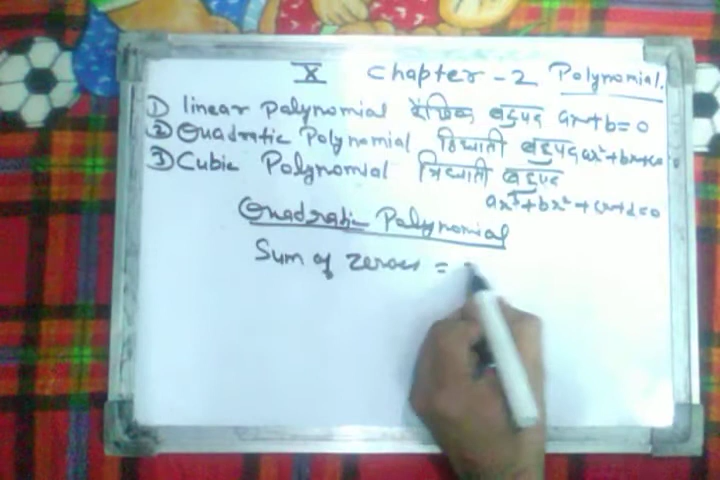 X Chapter - 2 Polynomial.
1) linear Polynomial रैखिक बहुपद ax+b=0
2) Quadratic Polynomial द्विघाती बहुपद ax²+bx+c=0
3) Cubic Polynomial त्रिघाती बहुपद
ax³+bx²+cx+d=0
Quadratic Polynomial
Sum of zeroes =